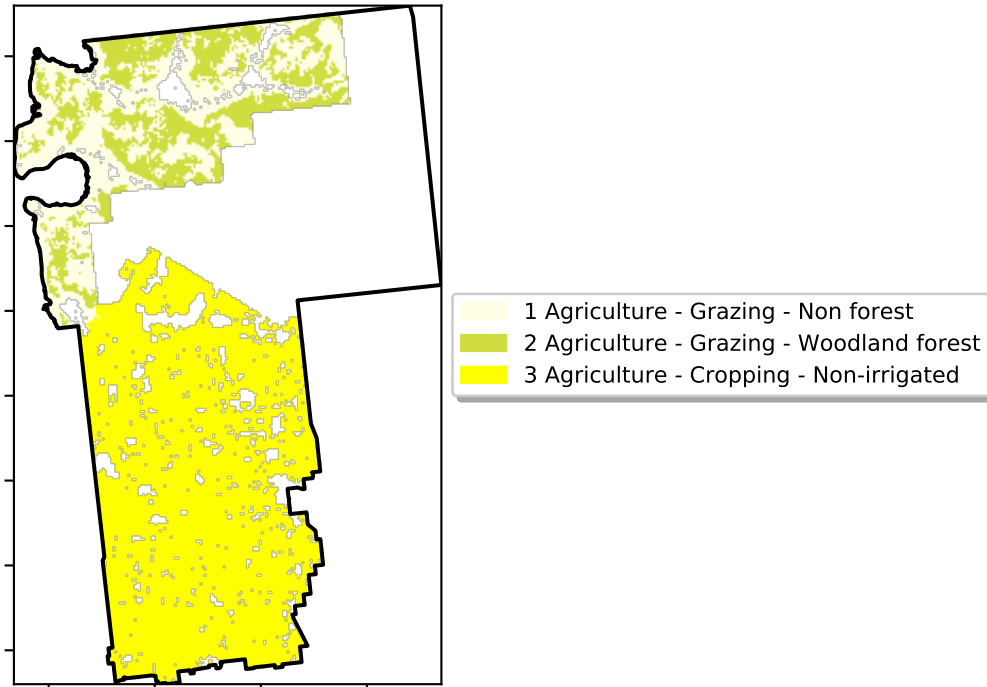 1 Agriculture - Grazing - Non forest
2 Agriculture - Grazing - Woodland forest
3 Agriculture - Cropping - Non-irrigated